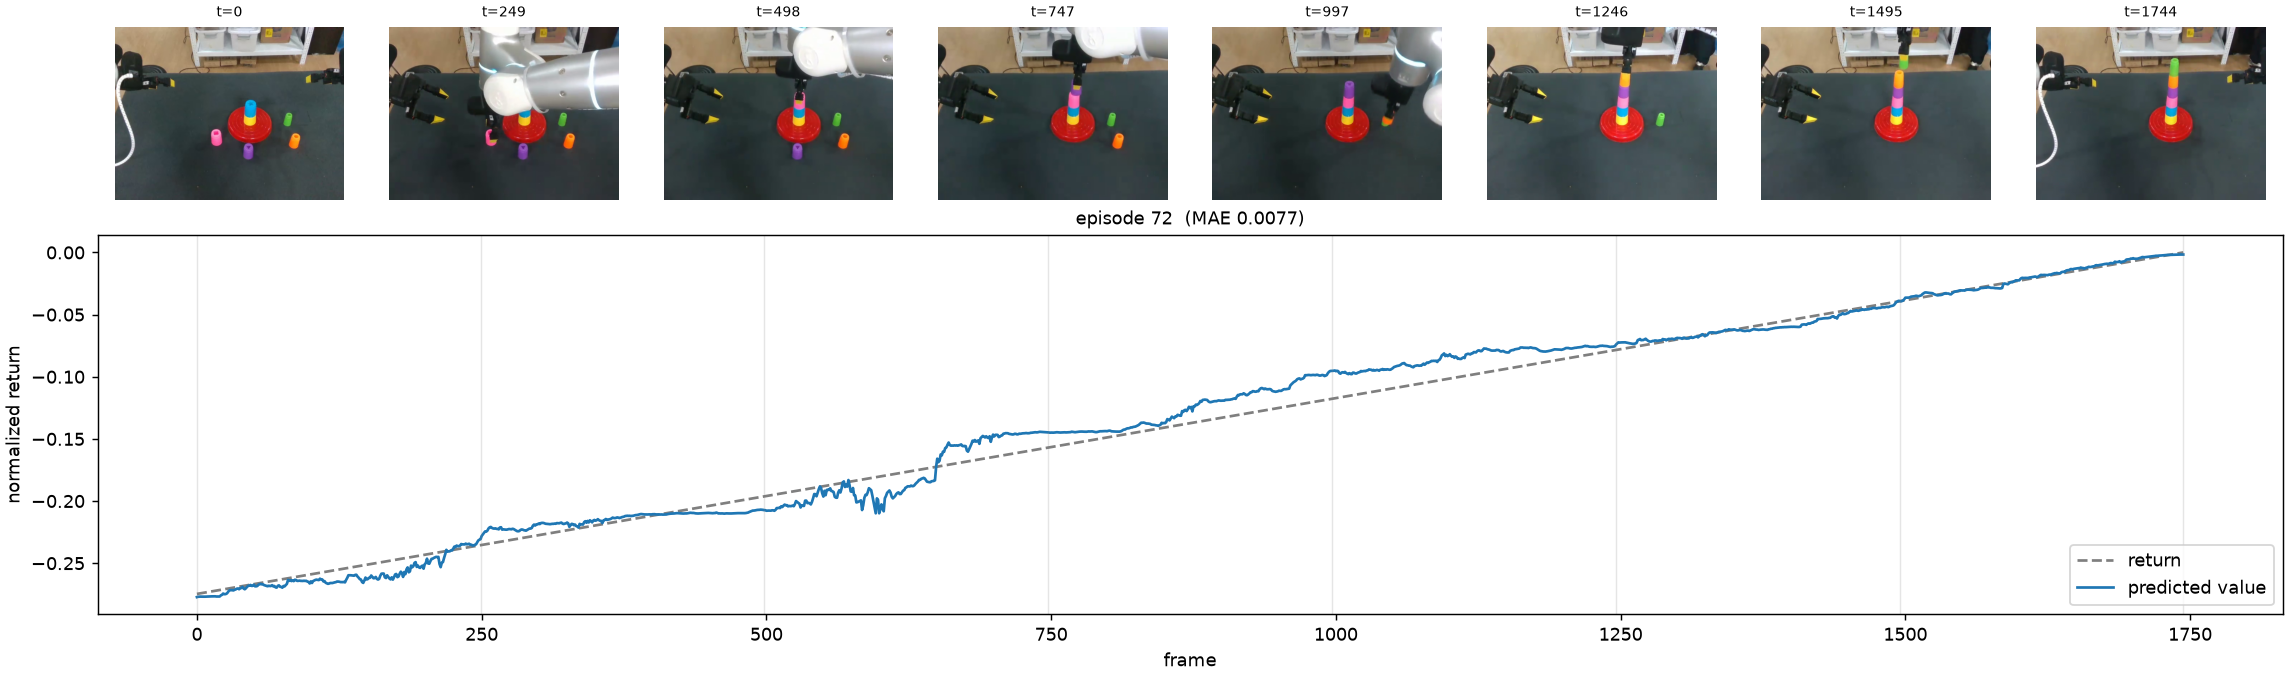 t=0 t=249 t=498 t=747 t=997 t=1246 t=1495 t=1744
episode 72 (MAE 0.0077)
normalized return
0.00
−0.05
−0.10
−0.15
−0.20
−0.25
return
predicted value
0 250 500 750 1000 1250 1500 1750
frame